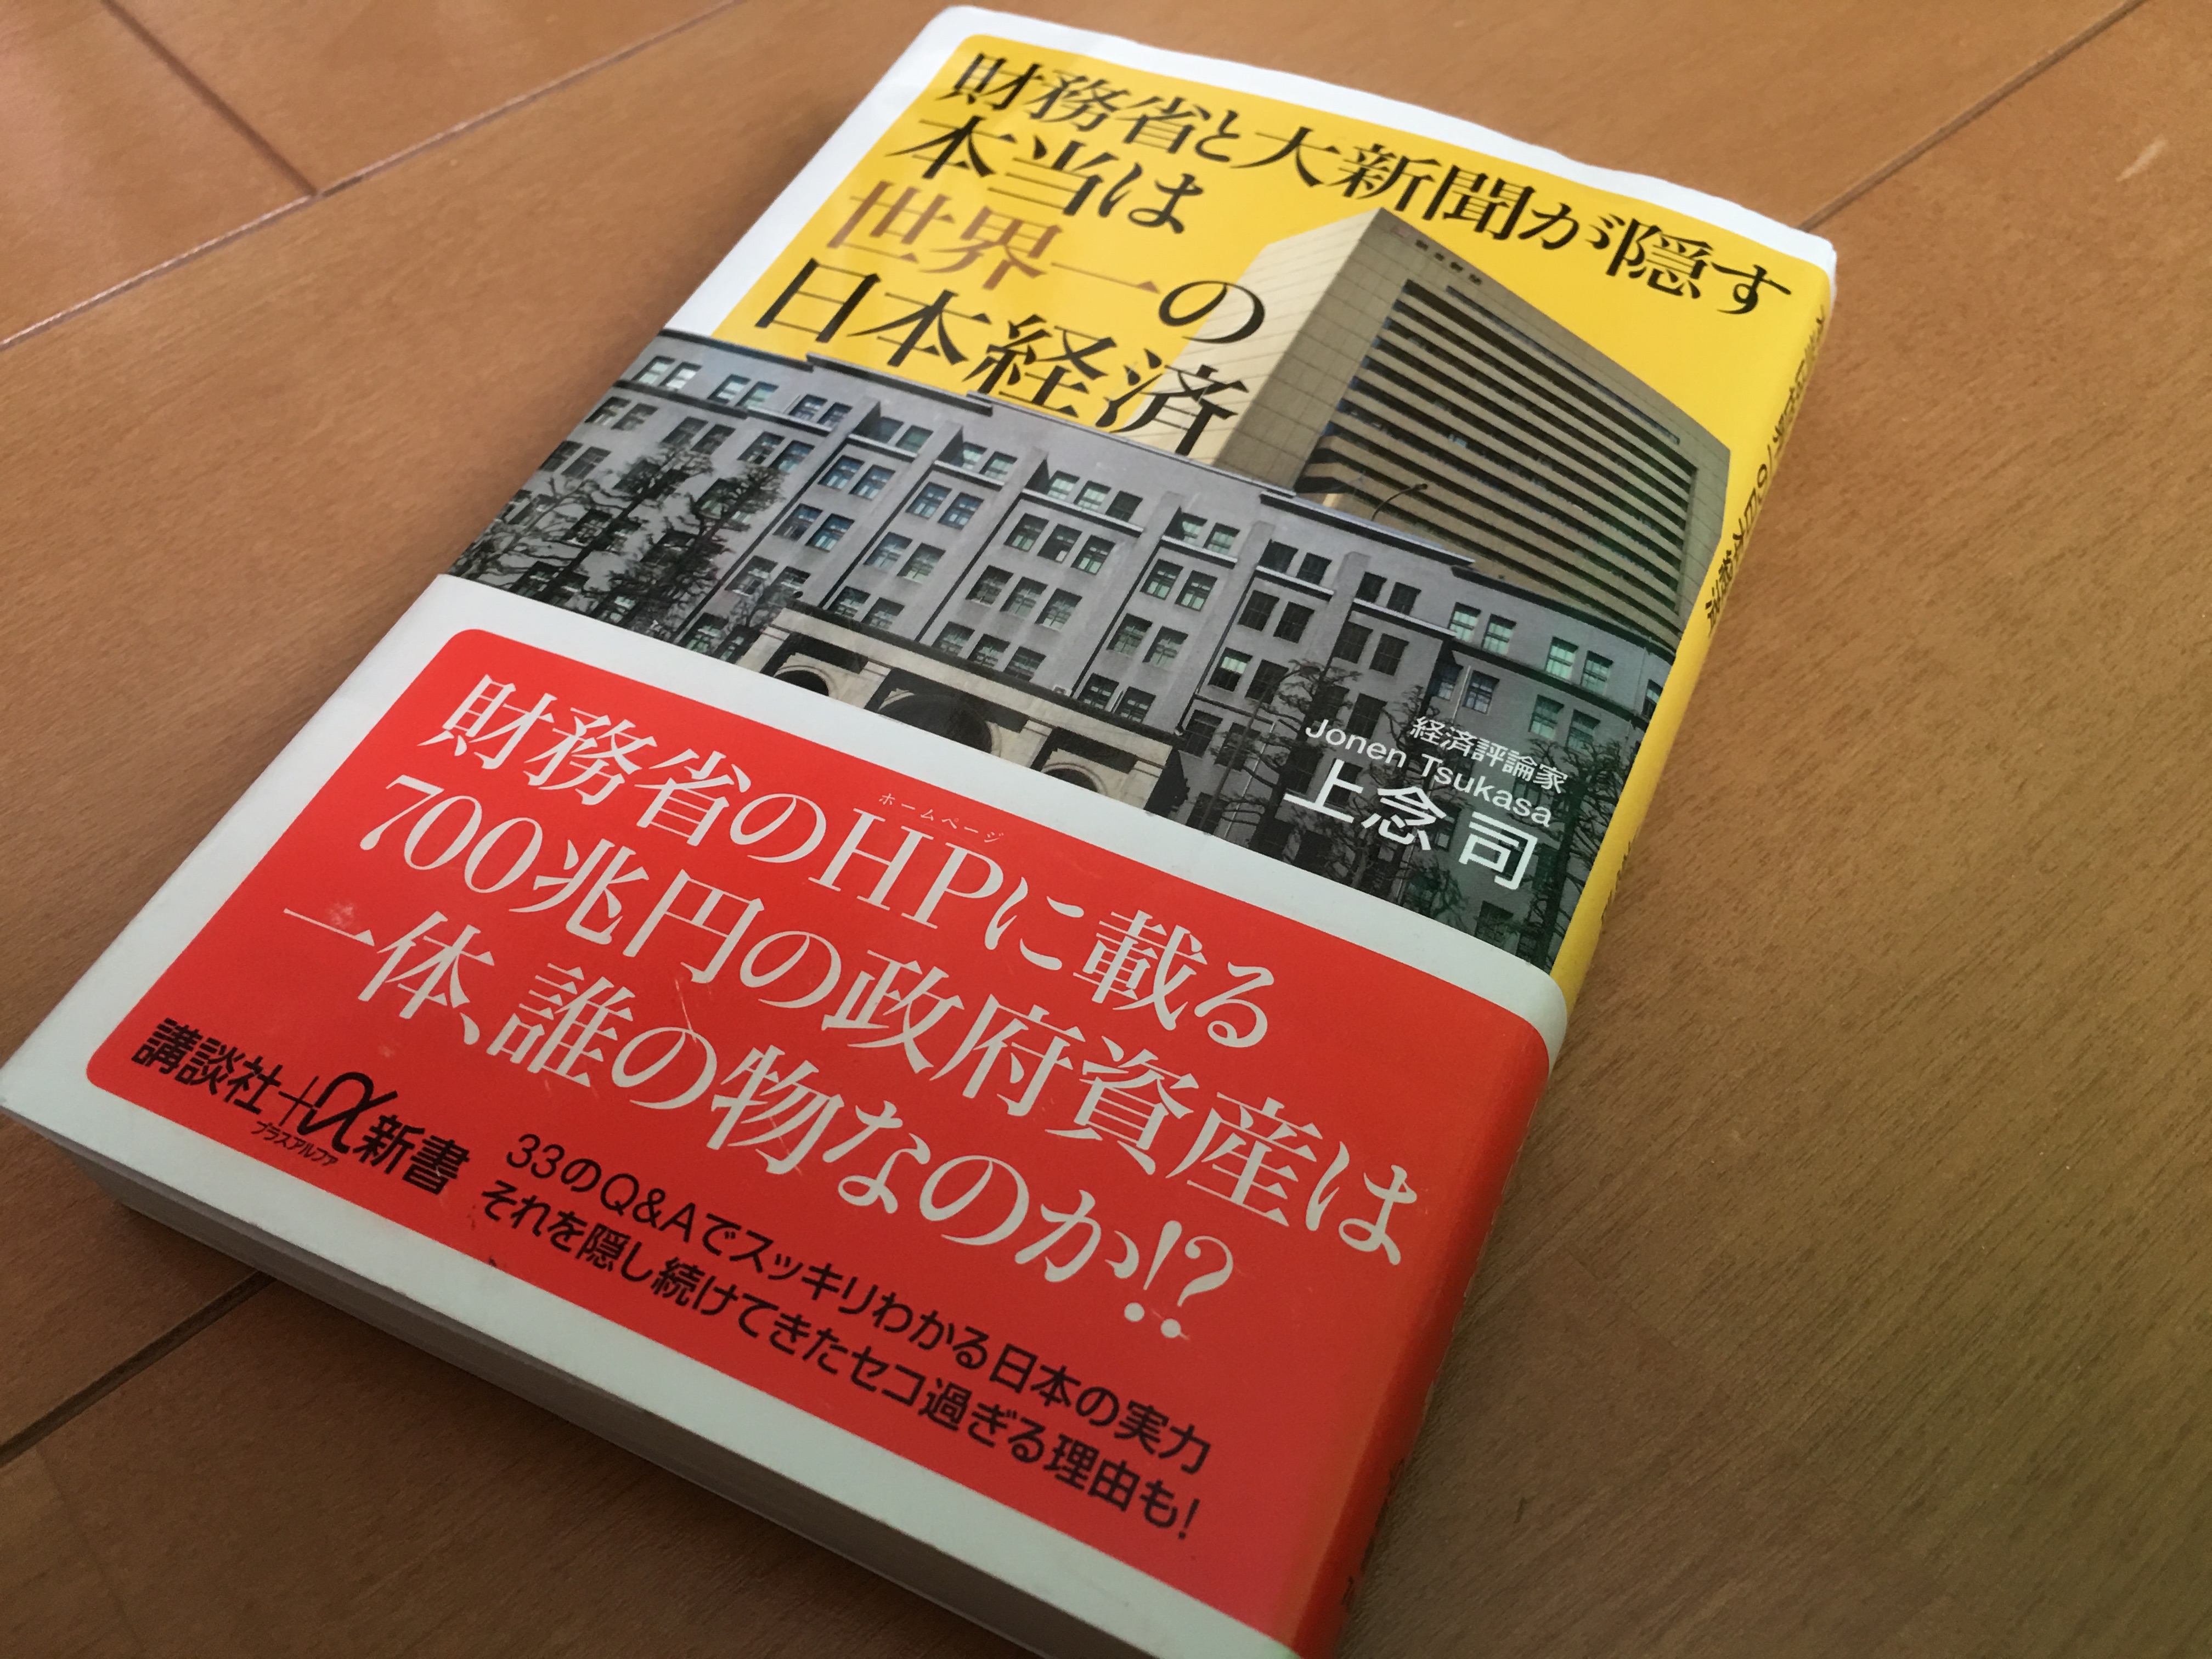 財務省と大新聞が隠す
本当は
世界一の
日本経済
経済評論家
Jonen Tsukasa
上念 司
ホームページ
財務省のHPに載る
700兆円の政府資産は
一体、誰の物なのか!?
講談社+α新書
プラスアルファ
33のQ&Aでスッキリわかる日本の実力
それを隠し続けてきたセコ過ぎる理由も!